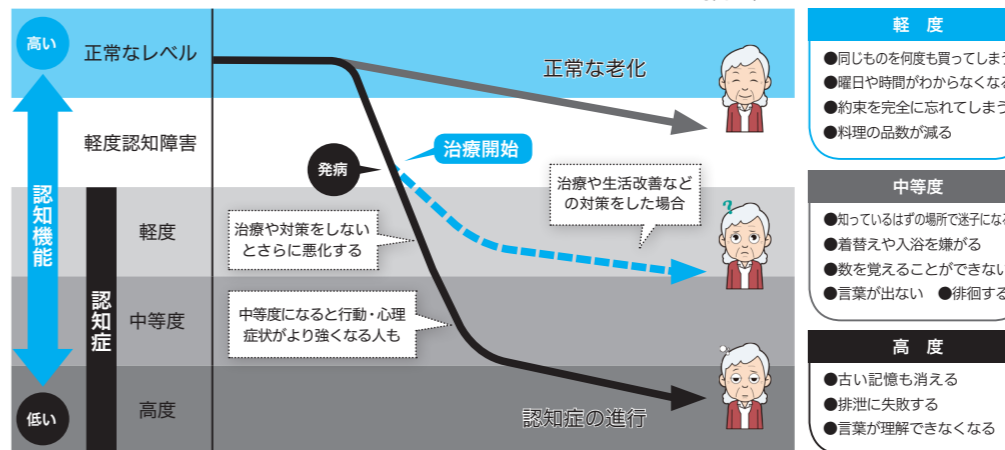 高い
正常なレベル
軽度認知障害
認知機能
認知症
軽度
中等度
高度
低い
正常な老化
発病
治療開始
治療や生活改善など
の対策をした場合
治療や対策をしない
とさらに悪化する
中等度になると行動・心理
症状がより強くなる人も
認知症の進行
?
軽 度
●同じものを何度も買ってしまう
●曜日や時間がわからなくなる
●約束を完全に忘れてしまう
●料理の品数が減る
中等度
●知っているはずの場所で迷子になる
●着替えや入浴を嫌がる
●数を覚えることができない
●言葉が出ない ●徘徊する
高 度
●古い記憶も消える
●排泄に失敗する
●言葉が理解できなくなる